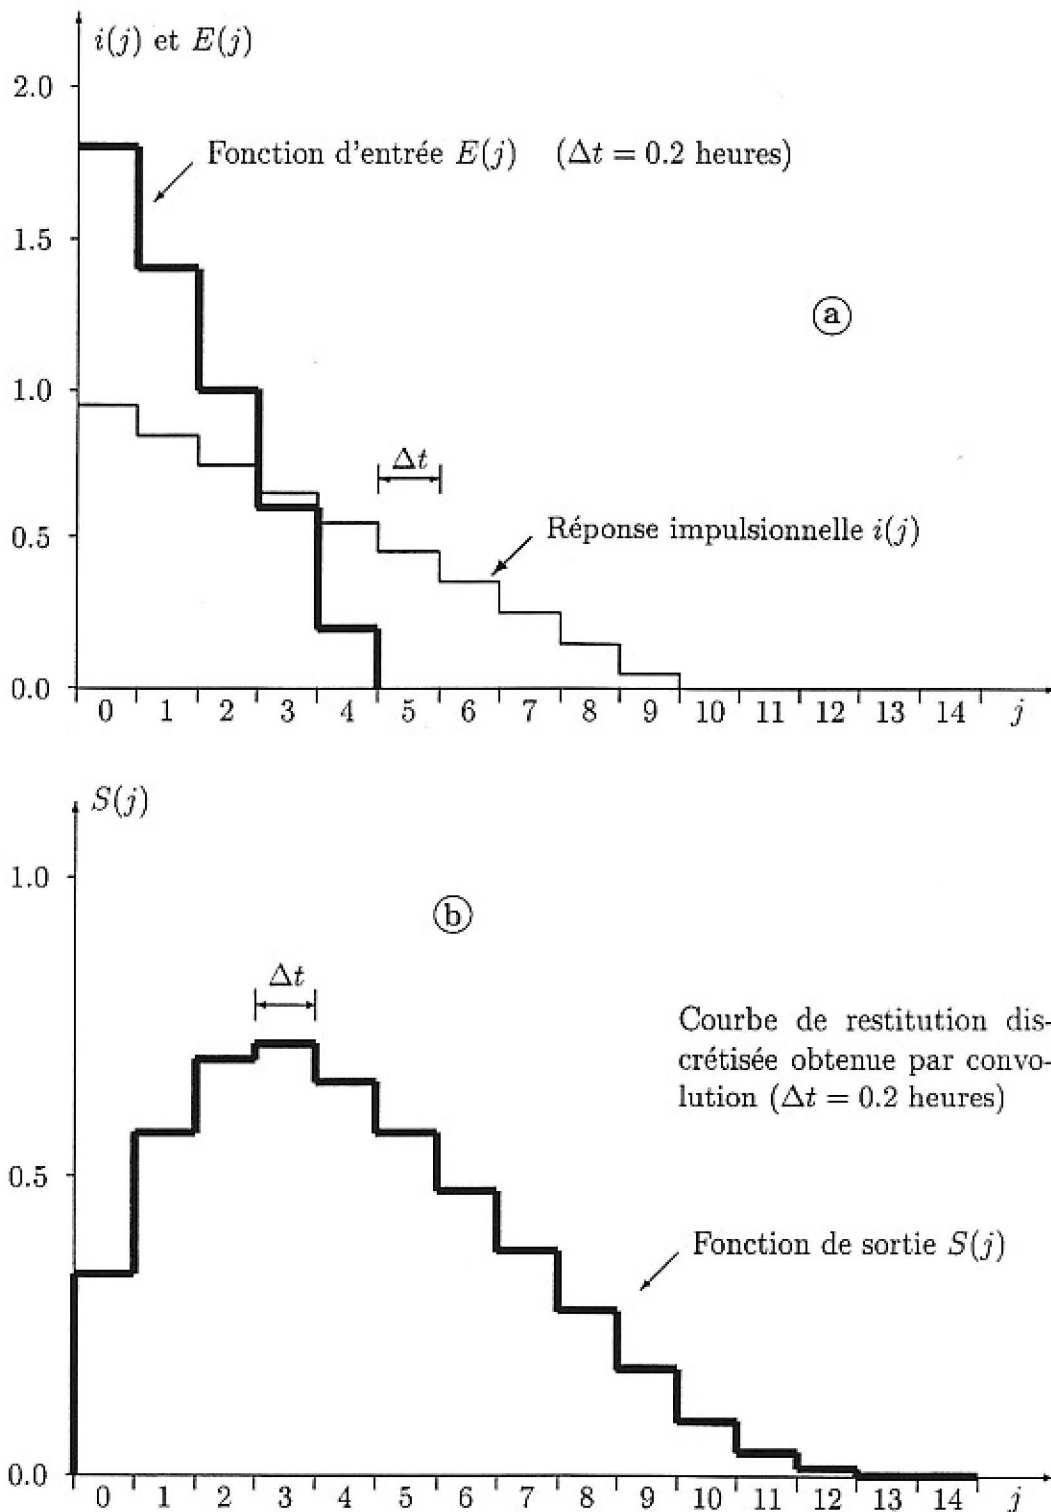 i(j) et E(j)
2.0
Fonction d'entrée E(j) (Δt = 0.2 heures)
1.5
a
1.0
Δt
0.5
Réponse impulsionnelle i(j)
0.0
0 1 2 3 4 5 6 7 8 9 10 11 12 13 14 j
S(j)
1.0
b
Δt
Courbe de restitution dis-
crétisée obtenue par convo-
lution (Δt = 0.2 heures)
0.5
Fonction de sortie S(j)
0.0
0 1 2 3 4 5 6 7 8 9 10 11 12 13 14 j